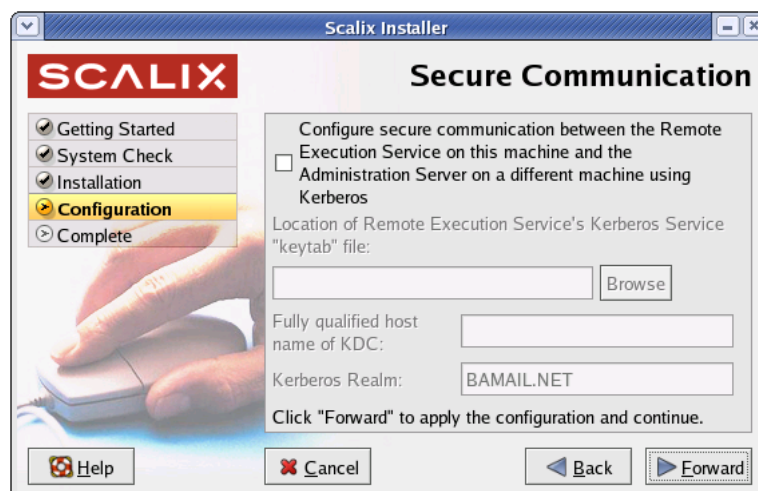 Scalix Installer
SCALIX
Secure Communication
Getting Started
System Check
Installation
Configuration
Complete
Configure secure communication between the Remote
Execution Service on this machine and the
Administration Server on a different machine using
Kerberos
Location of Remote Execution Service's Kerberos Service
"keytab" file:
Browse
Fully qualified host
name of KDC:
Kerberos Realm:
BAMAIL.NET
Click "Forward" to apply the configuration and continue.
Help
Cancel
Back
Forward